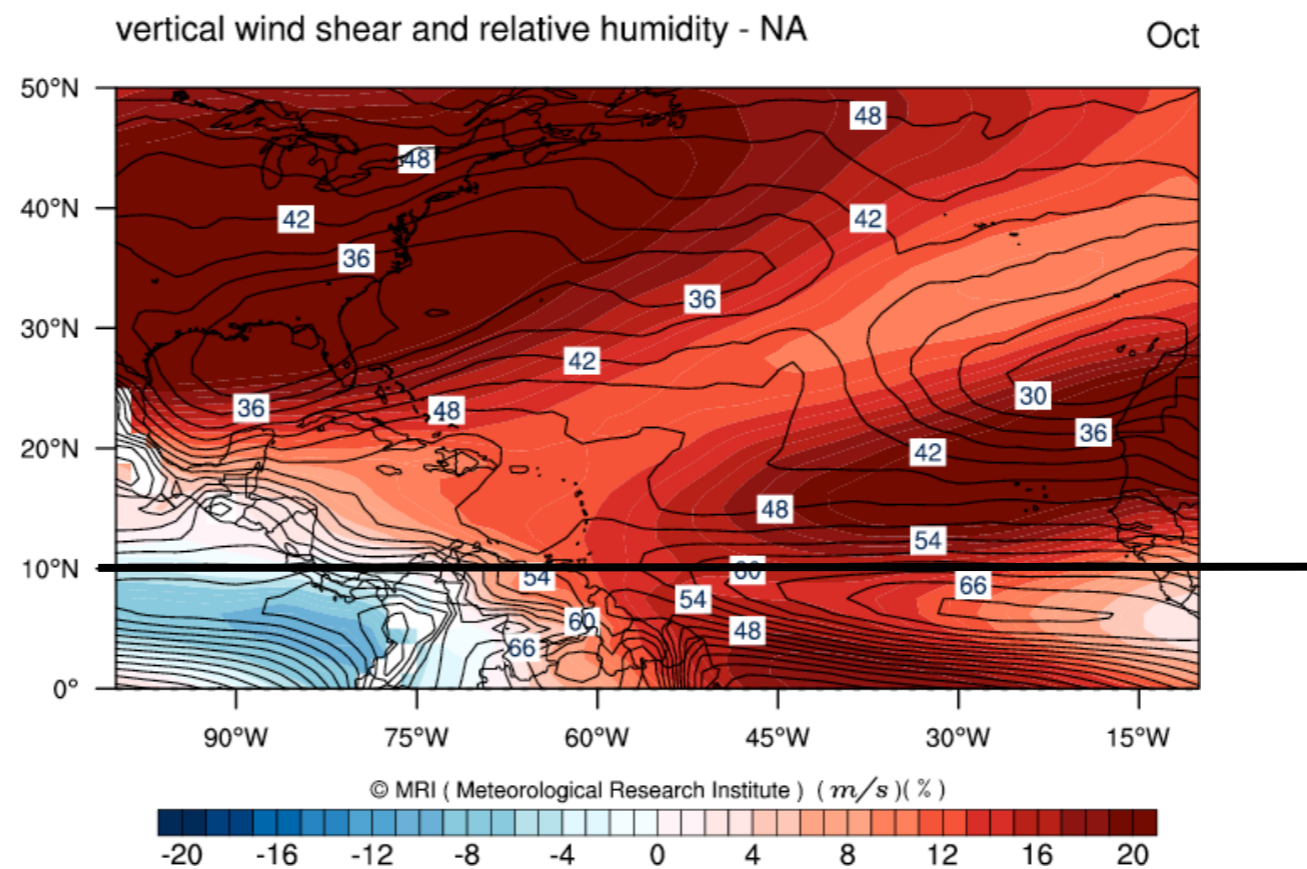 vertical wind shear and relative humidity - NA
Oct
50°N
48
48
40°N
42
42
36
36
30°N
42
30
36
48
36
20°N
42
48
54
10°N
54
60
66
54
60
48
66
0°
90°W 75°W 60°W 45°W 30°W 15°W
© MRI ( Meteorological Research Institute ) ( m/s )( % )
-20 -16 -12 -8 -4 0 4 8 12 16 20